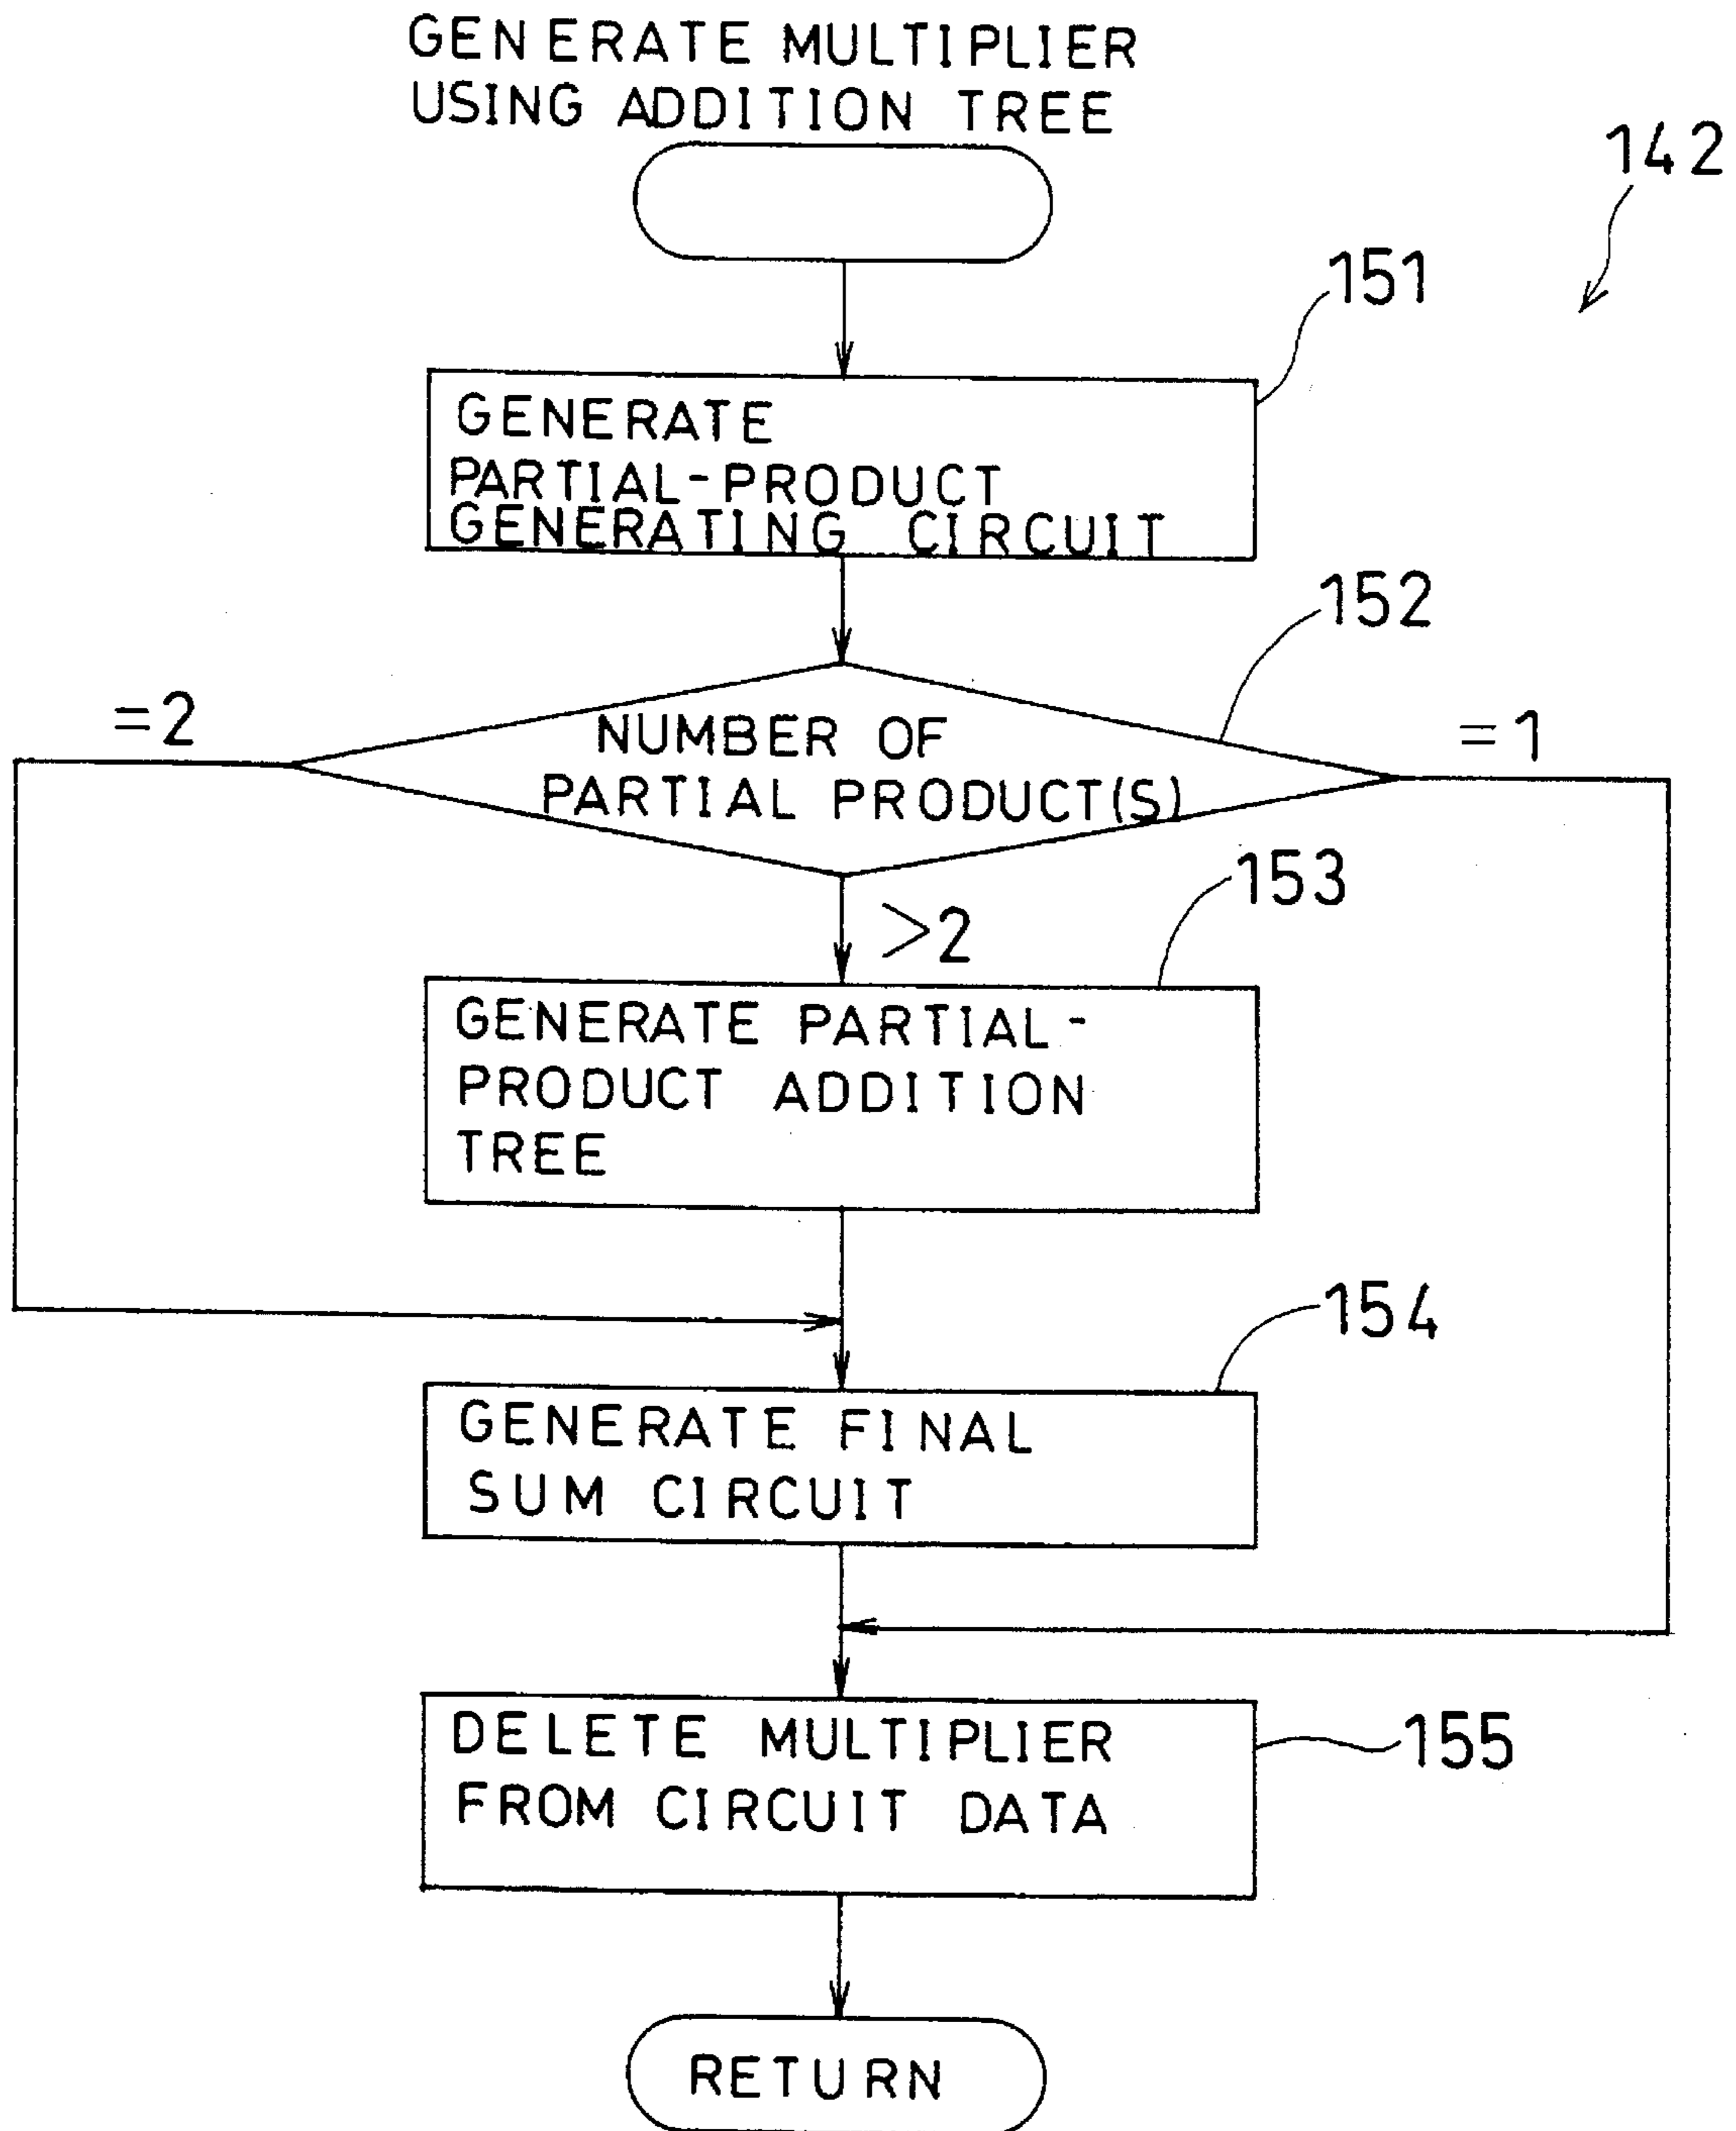 GENERATE MULTIPLIER
USING ADDITION TREE
142
151
GENERATE
PARTIAL-PRODUCT
GENERATING CIRCUIT
152
=2
NUMBER OF
PARTIAL PRODUCT(S)
=1
153
>2
GENERATE PARTIAL-
PRODUCT ADDITION
TREE
154
GENERATE FINAL
SUM CIRCUIT
DELETE MULTIPLIER
FROM CIRCUIT DATA
155
RETURN